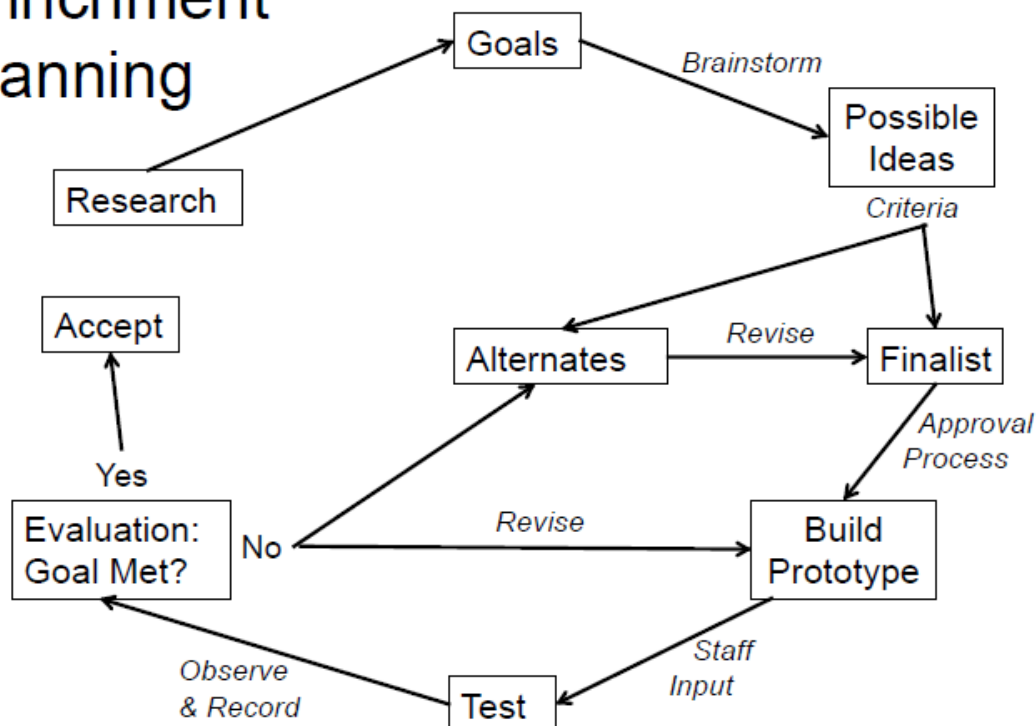 inchment
anning
Goals
Brainstorm
Possible
Ideas
Research
Criteria
Accept
Alternates
Revise
Finalist
Approval
Process
Yes
Evaluation:
Goal Met?
No
Revise
Build
Prototype
Staff
Input
Observe
& Record
Test